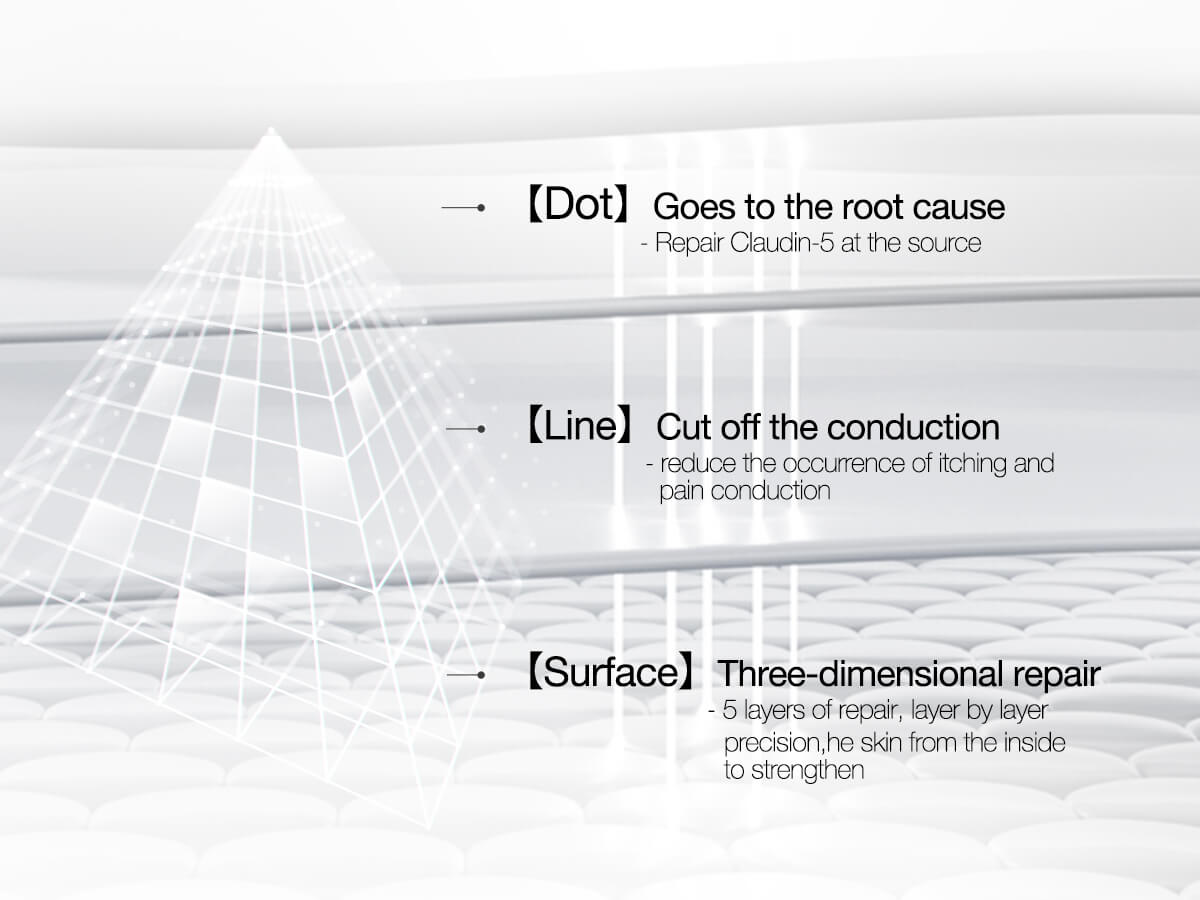 【Dot】 Goes to the root cause
- Repair Claudin-5 at the source
【Line】 Cut off the conduction
- reduce the occurrence of itching and
pain conduction
【Surface】 Three-dimensional repair
- 5 layers of repair, layer by layer
precision,he skin from the inside
to strengthen